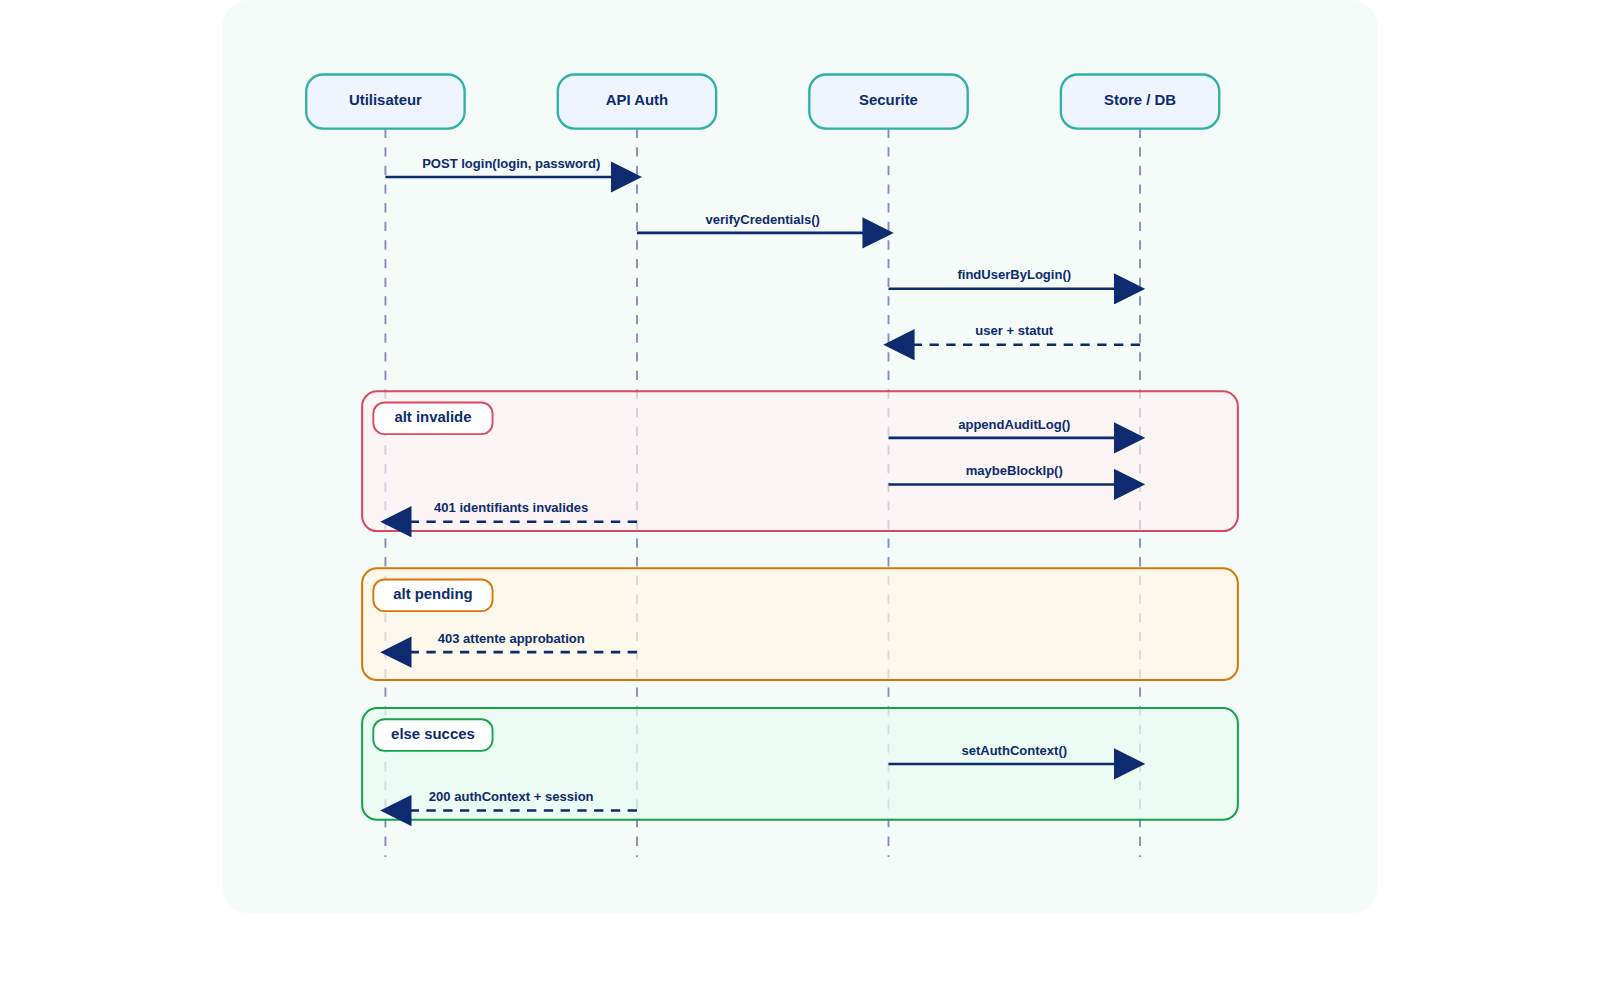 Utilisateur
API Auth
Securite
Store / DB
POST login(login, password)
verifyCredentials()
findUserByLogin()
user + statut
alt invalide
appendAuditLog()
maybeBlockIp()
401 identifiants invalides
alt pending
403 attente approbation
else succes
setAuthContext()
200 authContext + session